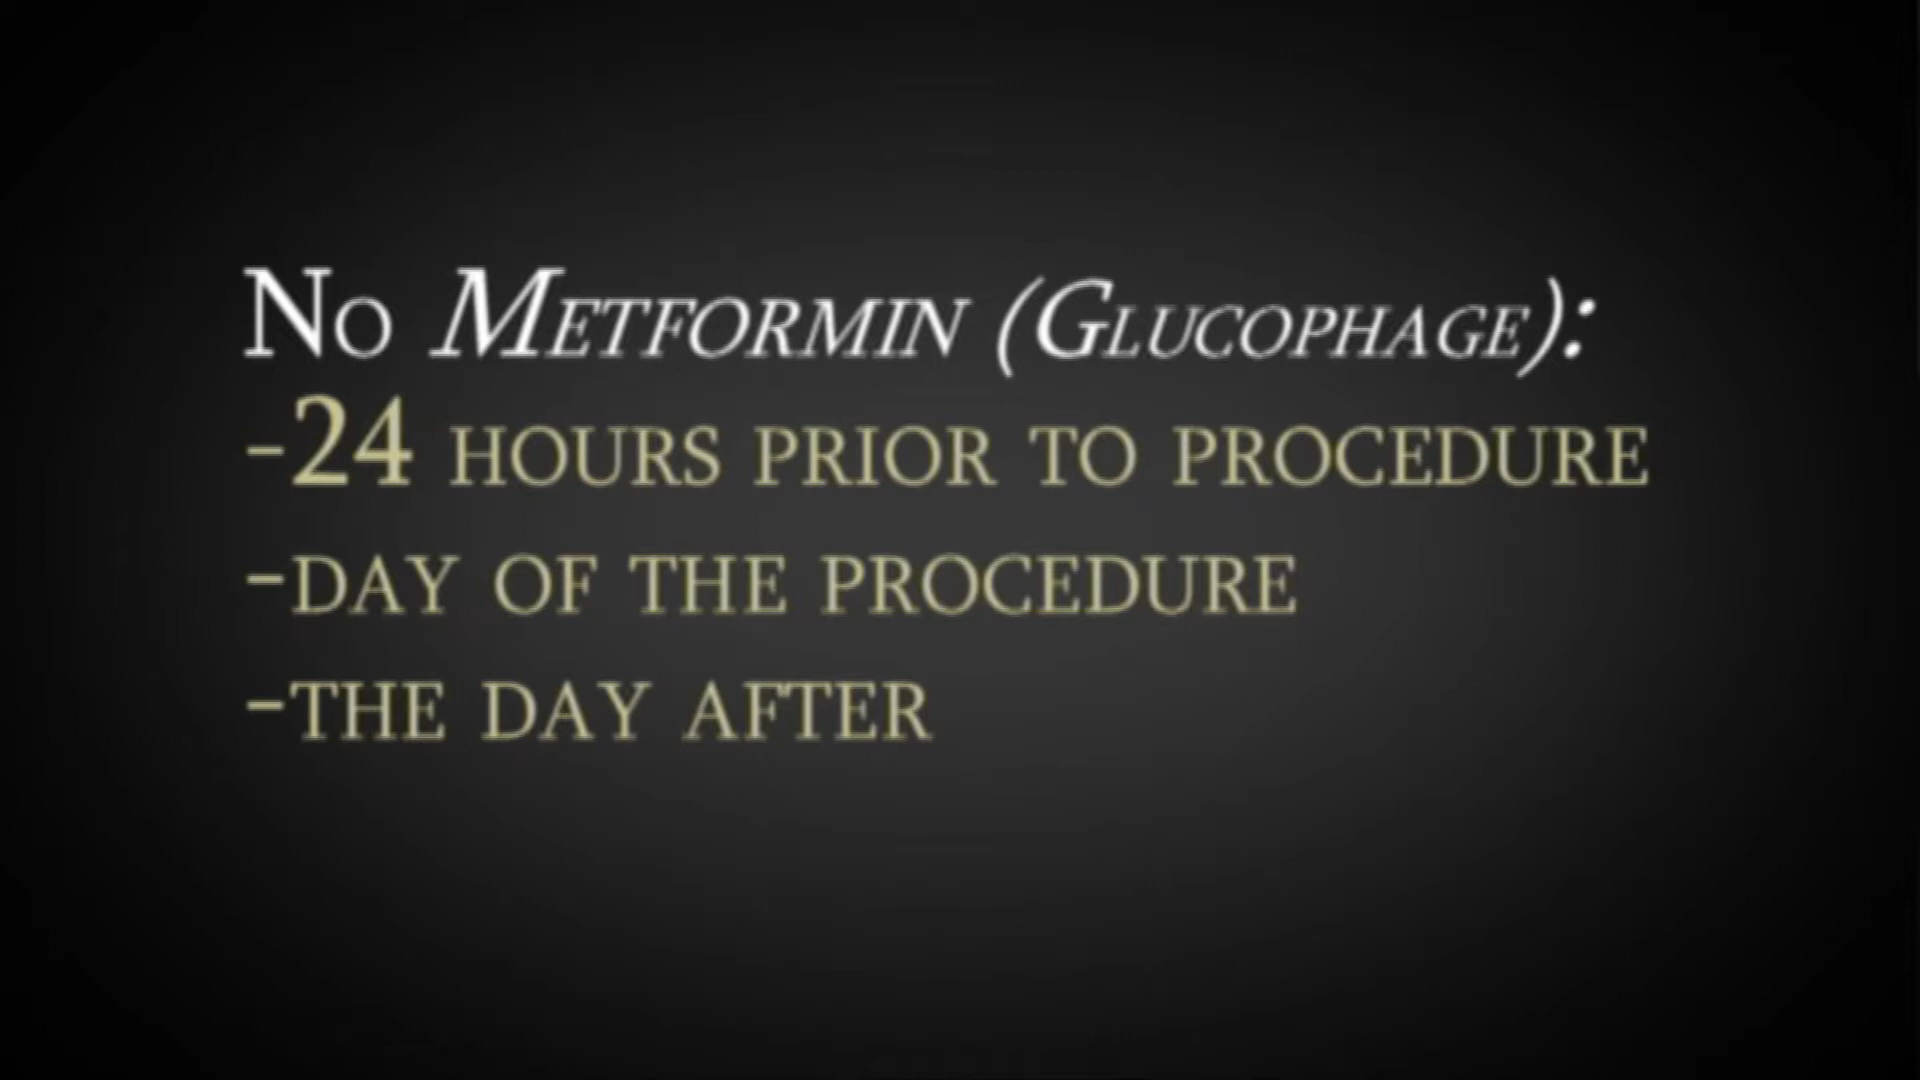 No Metformin (Glucophage):
-24 hours prior to procedure
-day of the procedure
-the day after